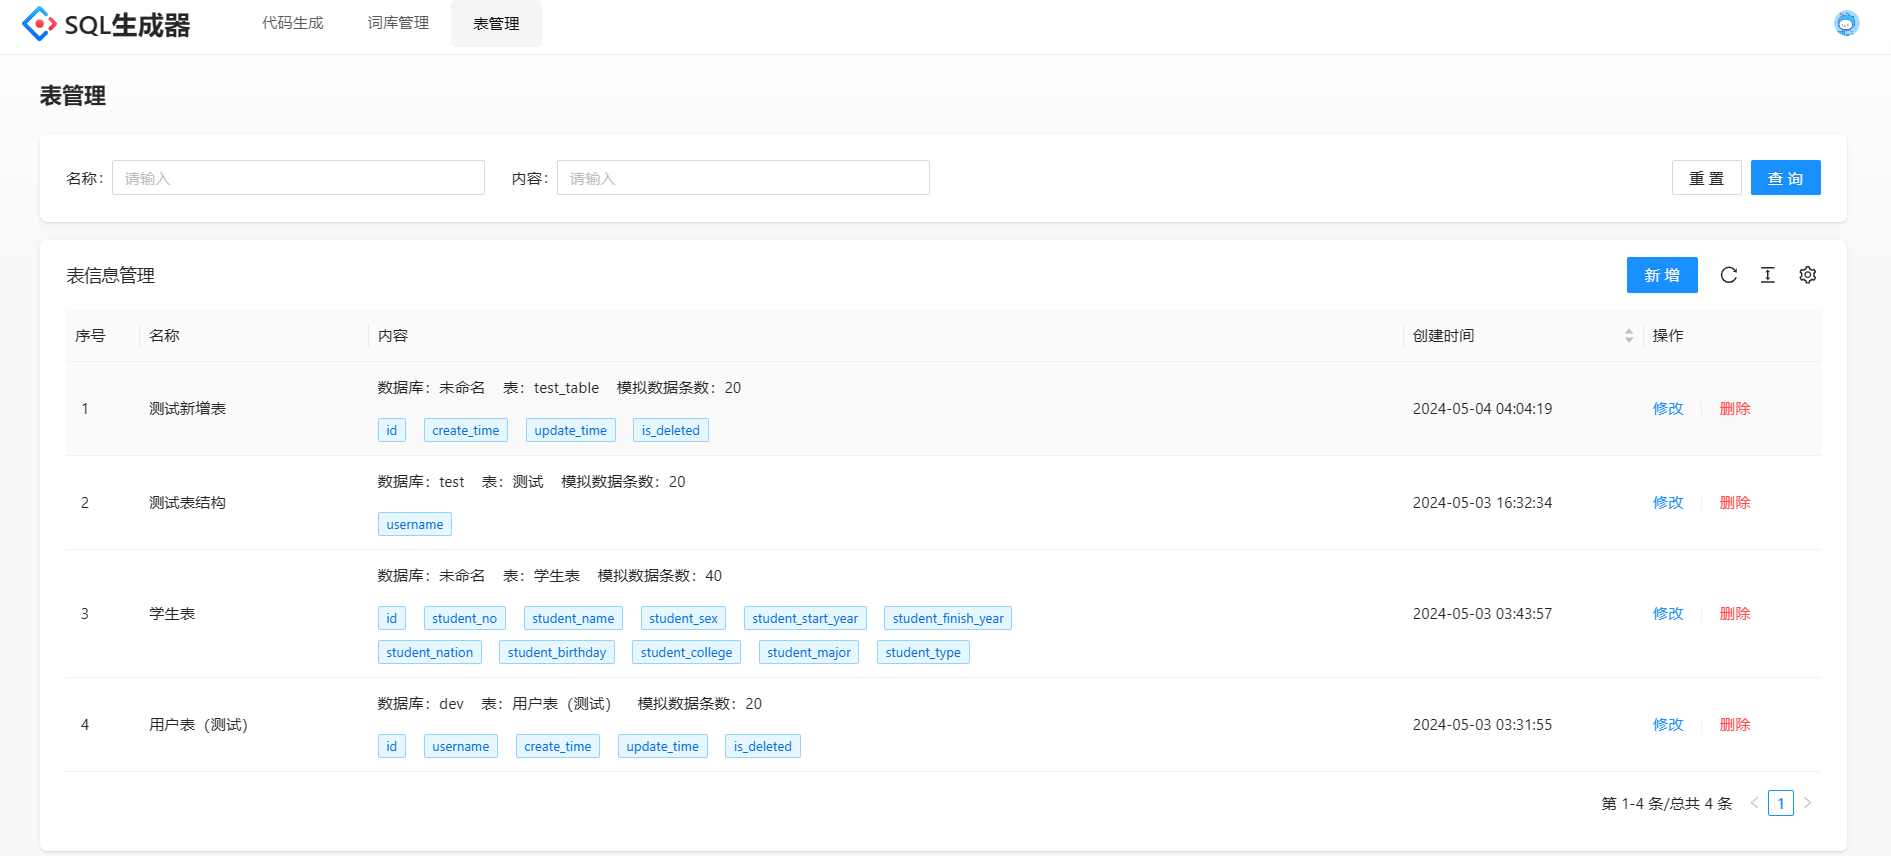 SQL生成器 代码生成 词库管理 表管理
表管理
名称: 请输入 内容: 请输入 重 置 查 询
表信息管理 新 增
序号 名称 内容 创建时间 操作
数据库：未命名 表：test_table 模拟数据条数：20
1 测试新增表 2024-05-04 04:04:19 修改 删除
id create_time update_time is_deleted
数据库：test 表：测试 模拟数据条数：20
2 测试表结构 2024-05-03 16:32:34 修改 删除
username
数据库：未命名 表：学生表 模拟数据条数：40
3 学生表 2024-05-03 03:43:57 修改 删除
id student_no student_name student_sex student_start_year student_finish_year
student_nation student_birthday student_college student_major student_type
数据库：dev 表：用户表（测试） 模拟数据条数：20
4 用户表（测试） 2024-05-03 03:31:55 修改 删除
id username create_time update_time is_deleted
第 1-4 条/总共 4 条 < 1 >